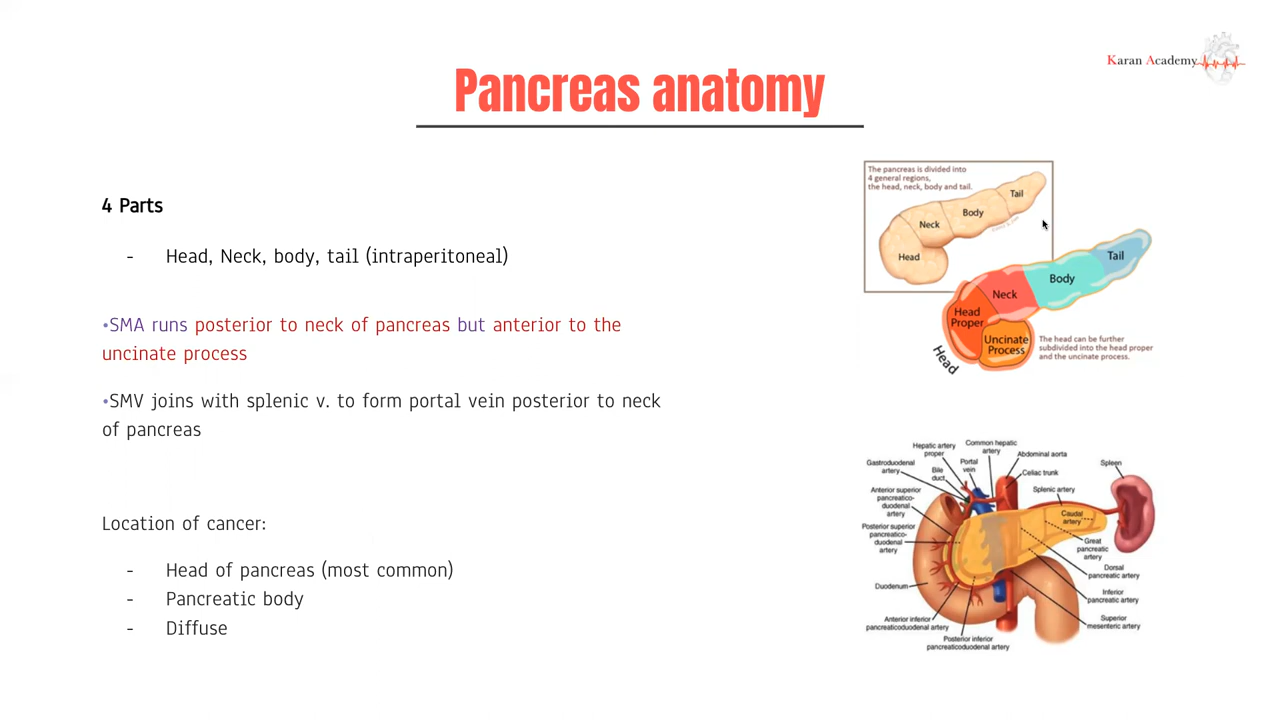 Karan Academy
Pancreas anatomy
4 Parts
- Head, Neck, body, tail (intraperitoneal)
•SMA runs posterior to neck of pancreas but anterior to the
uncinate process
•SMV joins with splenic v. to form portal vein posterior to neck
of pancreas
Location of cancer:
- Head of pancreas (most common)
- Pancreatic body
- Diffuse
The pancreas is divided into
4 general regions,
the head, neck, body and tail.
Tail
Body
Neck
Head
Tail
Body
Neck
Head
Proper
Uncinate
Process
Head
The head can be further
subdivided into the head proper
and the uncinate process.
Hepatic artery
proper
Common hepatic
artery
Portal
vein
Abdominal aorta
Gastroduodenal
artery
Bile
duct
Celiac trunk
Spleen
Anterior superior
pancreatico-
duodenal
artery
Splenic artery
Caudal
artery
Posterior superior
pancreatico-
duodenal
artery
Great
pancreatic
artery
Dorsal
pancreatic artery
Duodenum
Inferior
pancreatic artery
Anterior inferior
pancreaticoduodenal artery
Superior
mesenteric artery
Posterior inferior
pancreaticoduodenal artery